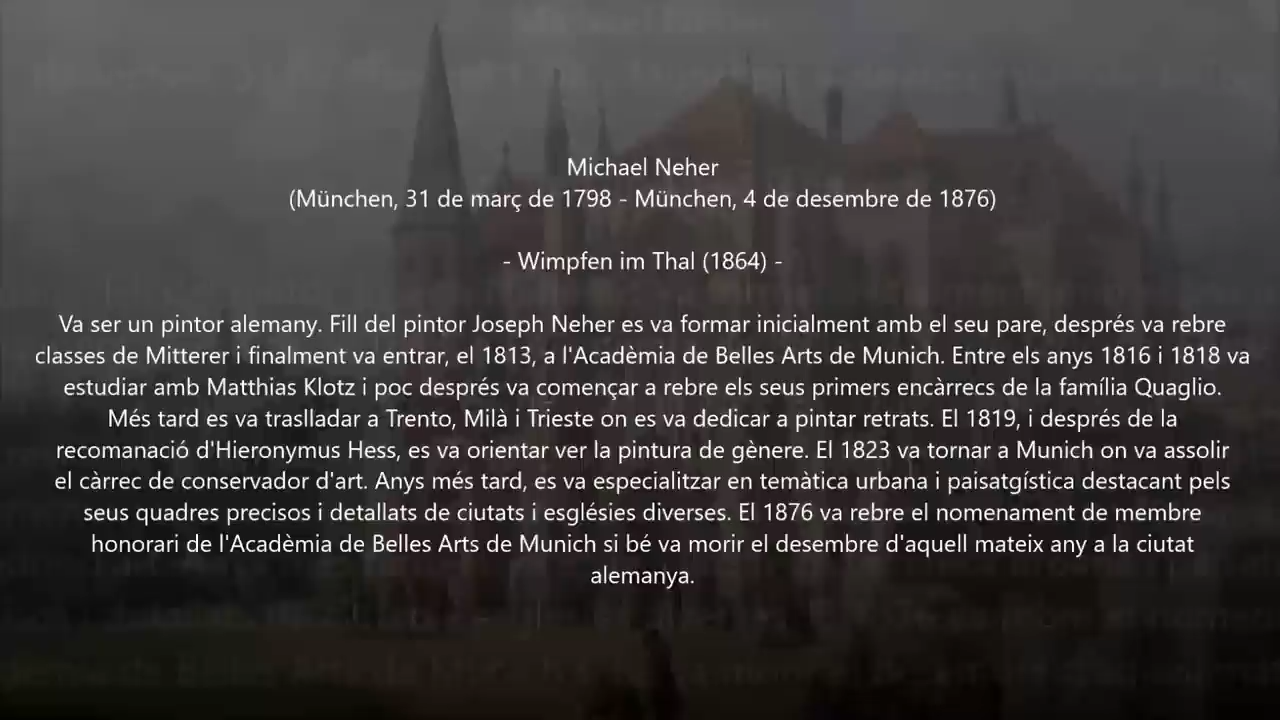 Michael Neher
(München, 31 de març de 1798 - München, 4 de desembre de 1876)
- Wimpfen im Thal (1864) -
Va ser un pintor alemany. Fill del pintor Joseph Neher es va formar inicialment amb el seu pare, després va rebre
classes de Mitterer i finalment va entrar, el 1813, a l'Acadèmia de Belles Arts de Munich. Entre els anys 1816 i 1818 va
estudiar amb Matthias Klotz i poc després va començar a rebre els seus primers encàrrecs de la família Quaglio.
Més tard es va traslladar a Trento, Milà i Trieste on es va dedicar a pintar retrats. El 1819, i després de la
recomanació d'Hieronymus Hess, es va orientar ver la pintura de gènere. El 1823 va tornar a Munich on va assolir
el càrrec de conservador d'art. Anys més tard, es va especialitzar en temàtica urbana i paisatgística destacant pels
seus quadres precisos i detallats de ciutats i esglésies diverses. El 1876 va rebre el nomenament de membre
honorari de l'Acadèmia de Belles Arts de Munich si bé va morir el desembre d'aquell mateix any a la ciutat
alemanya.